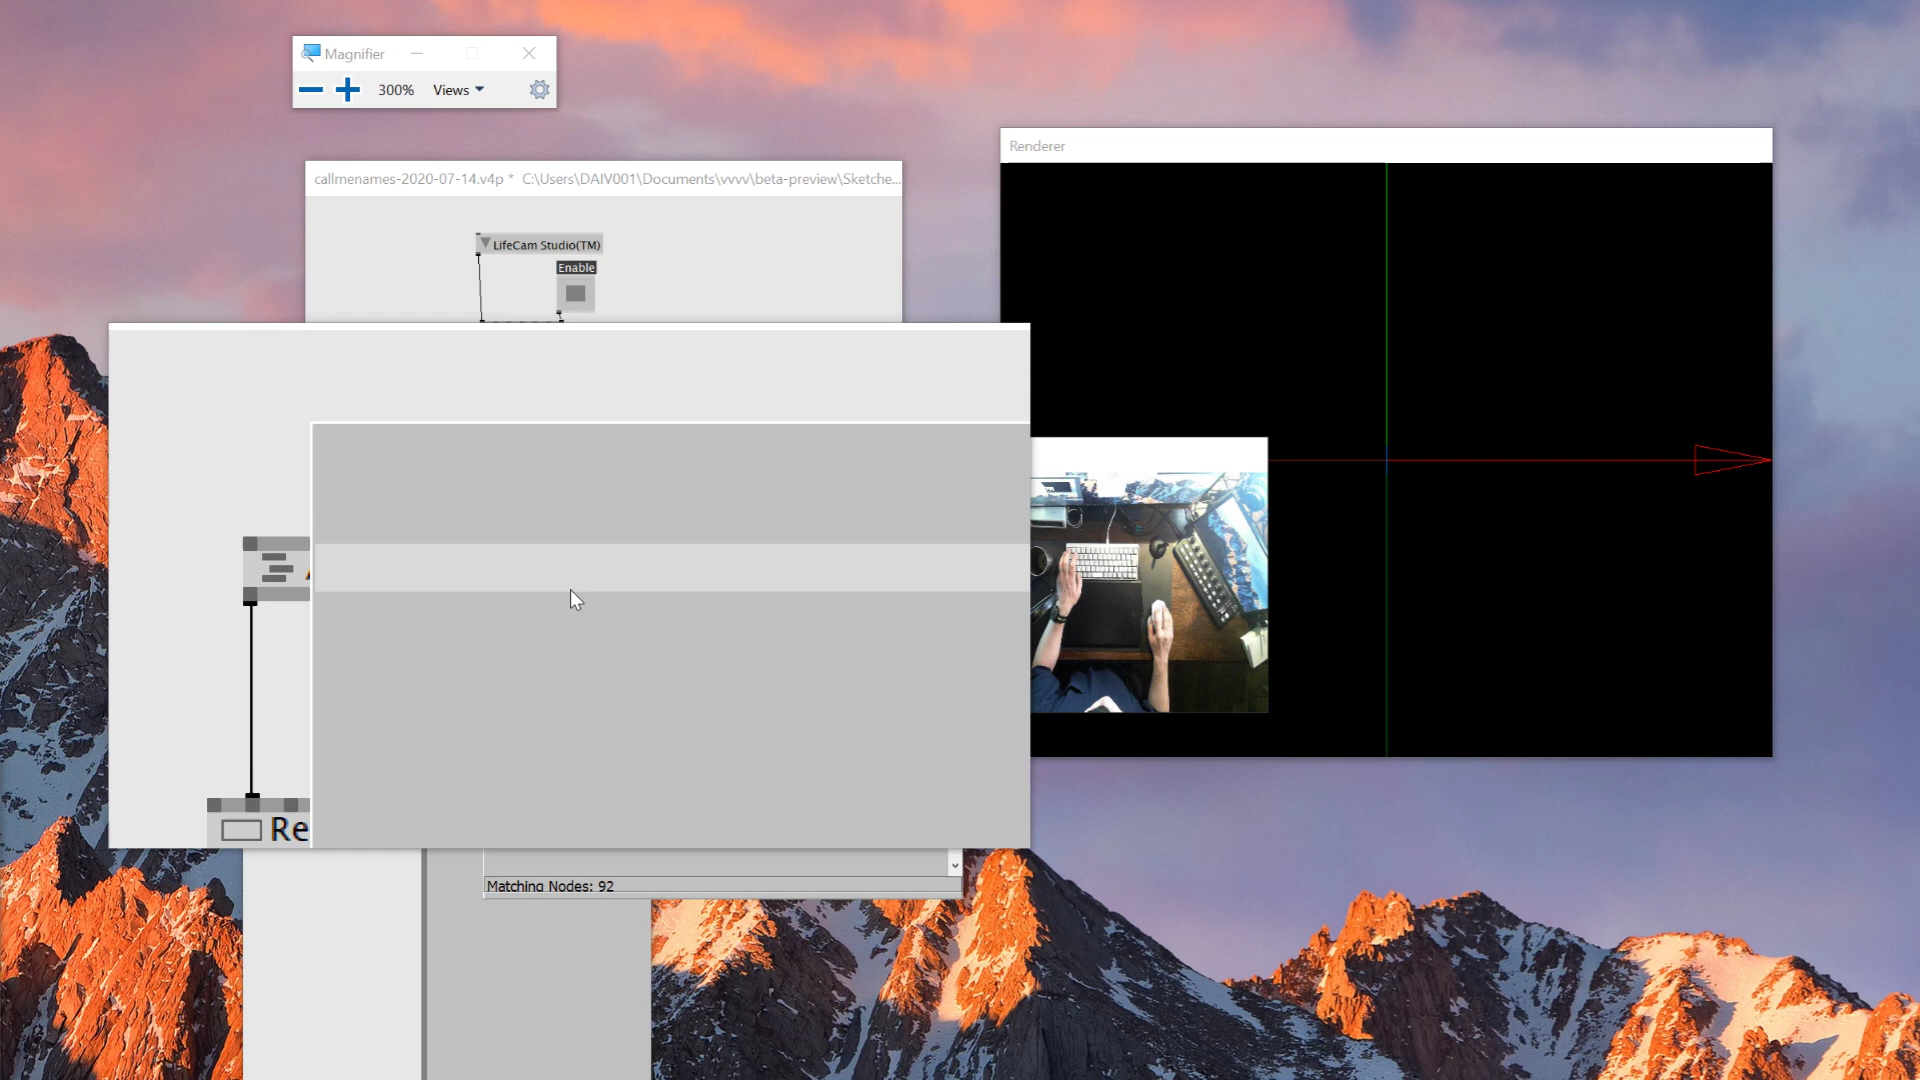 Magnifier
300% Views
Renderer
callmenames-2020-07-14.v4p * C:\Users\DAIV001\Documents\vvvv\beta-preview\Sketche...
LifeCam Studio(TM)
Enable
Re
Matching Nodes: 92